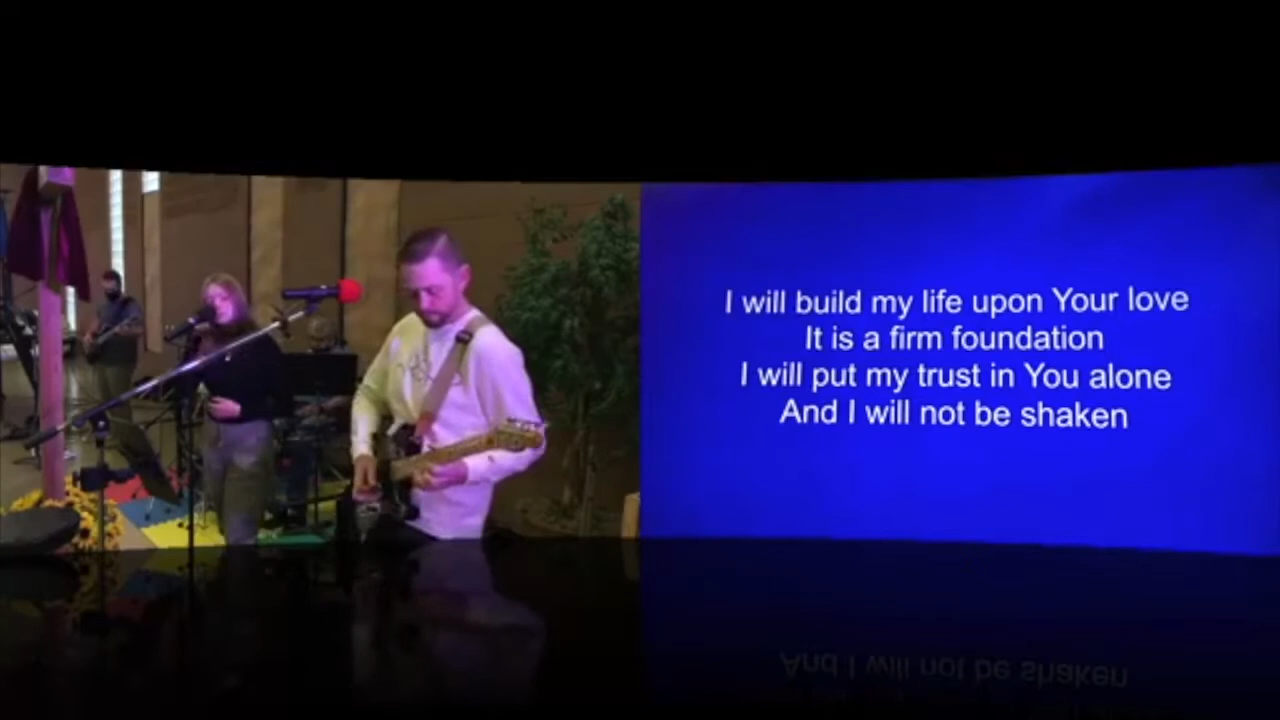 I will build my life upon Your love
It is a firm foundation
I will put my trust in You alone
And I will not be shaken